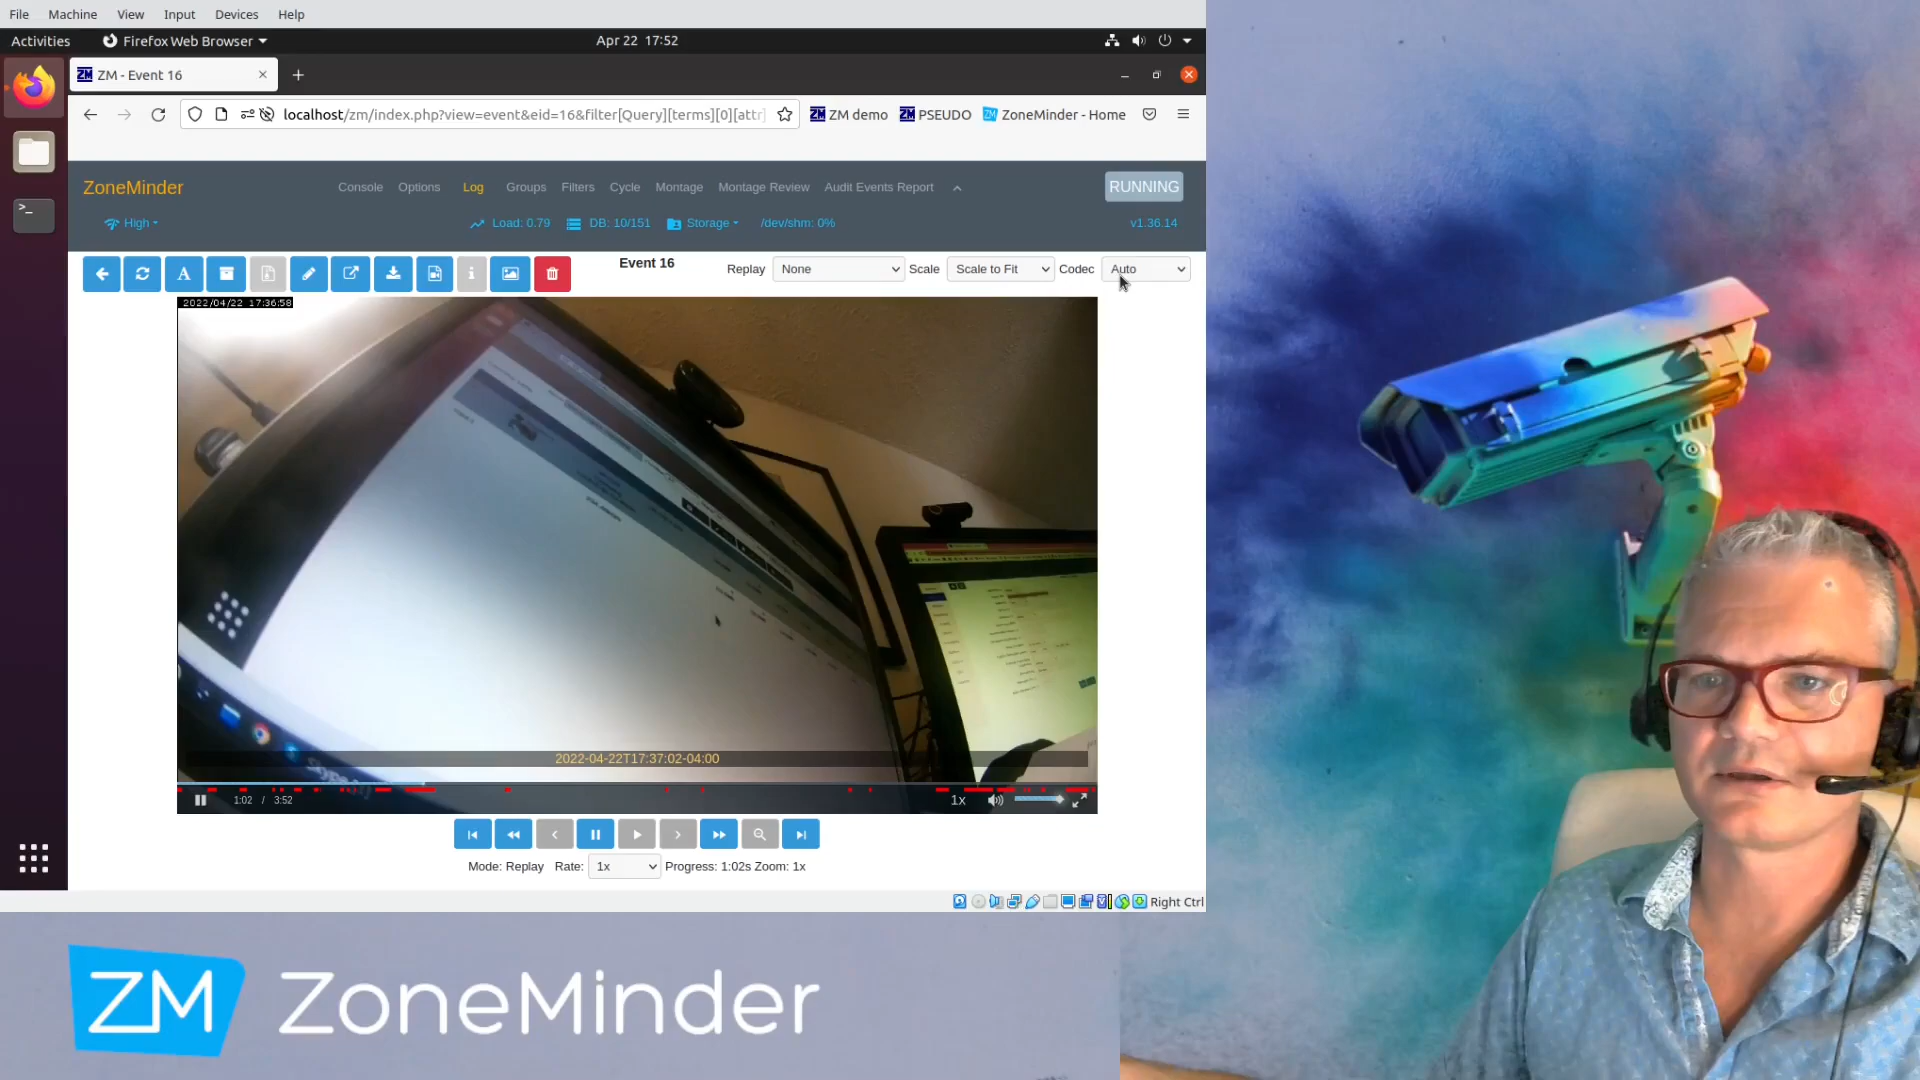 File Machine View Input Devices Help
Activities Firefox Web Browser Apr 22 17:52
ZM ZM - Event 16
localhost/zm/index.php?view=event&eid=16&filter[Query][terms][0][attr] ZM ZM demo ZM PSEUDO ZM ZoneMinder - Home
ZoneMinder Console Options Log Groups Filters Cycle Montage Montage Review Audit Events Report RUNNING
High Load: 0.79 DB: 10/151 Storage /dev/shm: 0% v1.36.14
A Event 16 Replay None Scale Scale to Fit Codec Auto
2022/04/22 17:36:58
2022-04-22T17:37:02-04:00
1:02 / 3:52 1x
Mode: Replay Rate: 1x Progress: 1:02s Zoom: 1x
Right Ctrl
ZM ZoneMinder